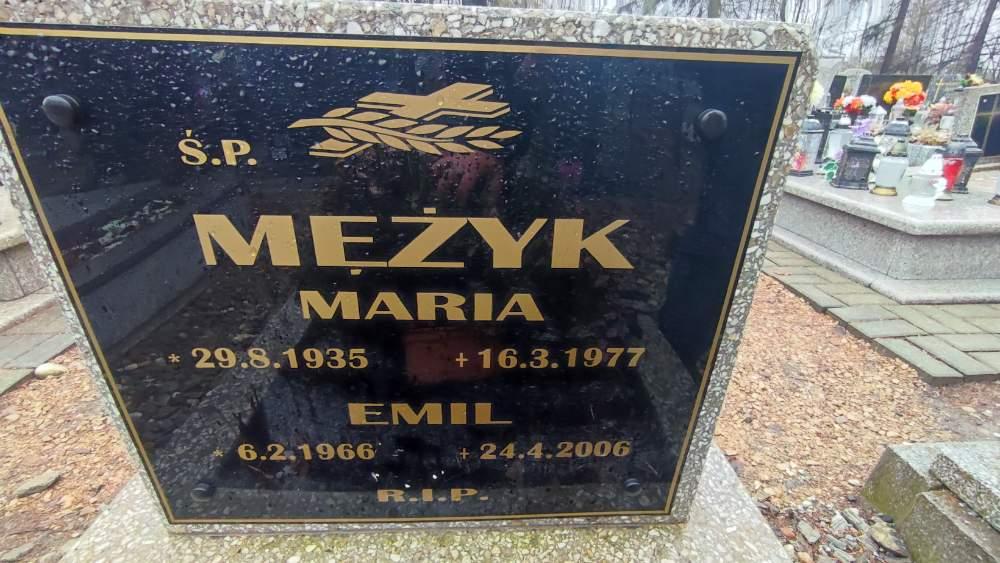 Ś.P.
MĘŻYK
MARIA
* 29.8.1935 + 16.3.1977
EMIL
* 6.2.1966 + 24.4.2006
R.I.P.